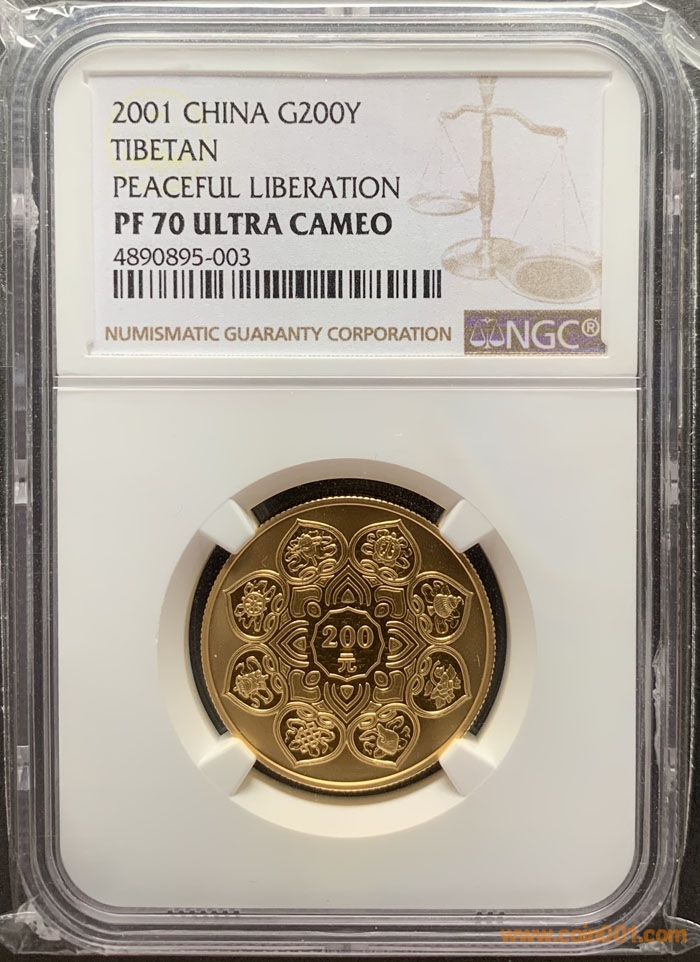 2001 CHINA G200Y
TIBETAN
PEACEFUL LIBERATION
PF 70 ULTRA CAMEO
4890895-003
NUMISMATIC GUARANTY CORPORATION
NGC®
200
元
www.coin001.com